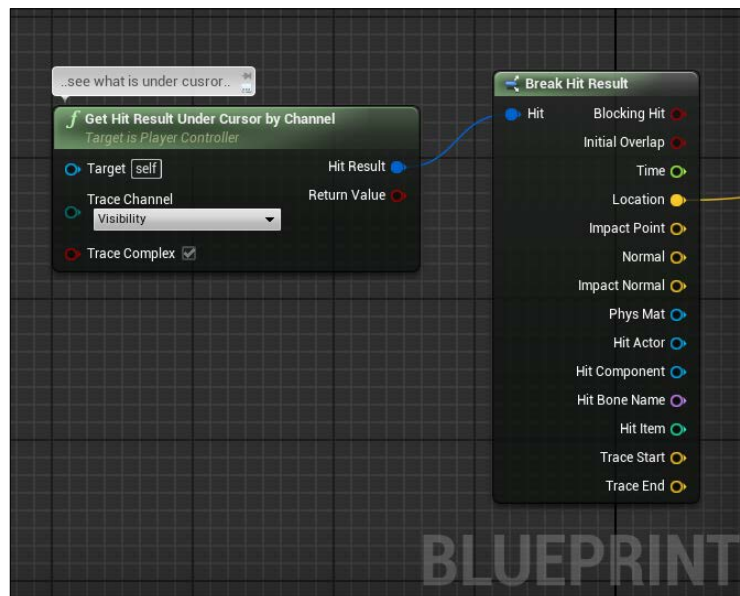 ..see what is under cusror..
f Get Hit Result Under Cursor by Channel
Target is Player Controller
Target self
Hit Result
Trace Channel
Return Value
Visibility
Trace Complex
Break Hit Result
Hit
Blocking Hit
Initial Overlap
Time
Location
Impact Point
Normal
Impact Normal
Phys Mat
Hit Actor
Hit Component
Hit Bone Name
Hit Item
Trace Start
Trace End
BLUEPRINT